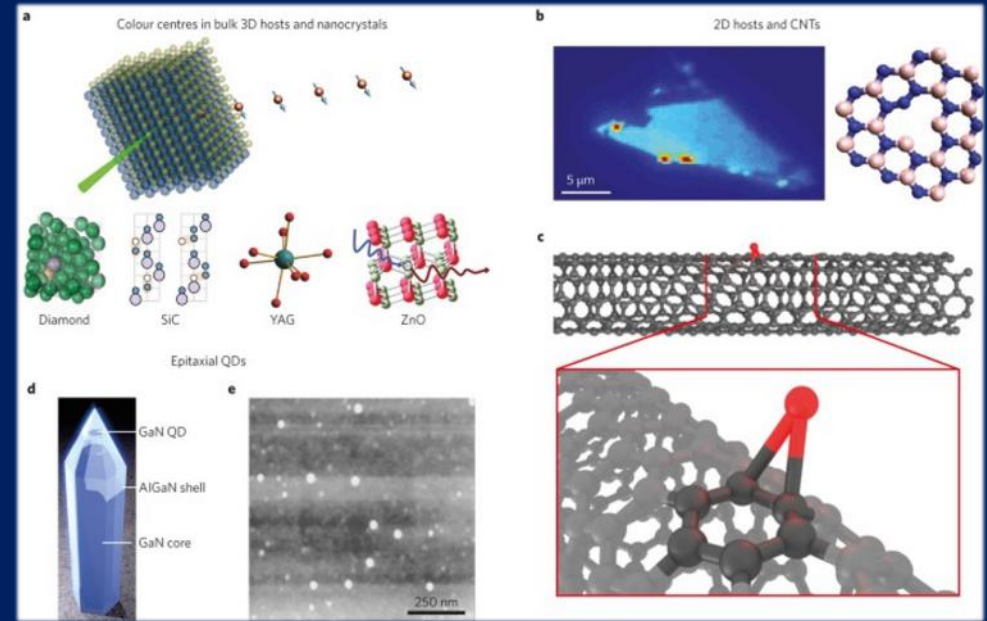 a
Colour centres in bulk 3D hosts and nanocrystals
Diamond
SiC
YAG
ZnO
b
2D hosts and CNTs
5 µm
c
Epitaxial QDs
d
GaN QD
AlGaN shell
GaN core
e
250 nm